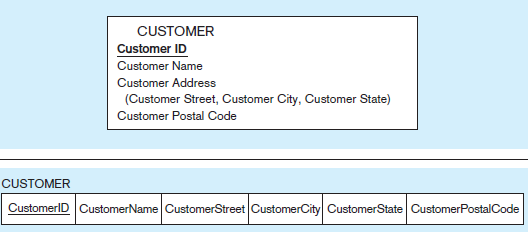 CUSTOMER
Customer ID
Customer Name
Customer Address
(Customer Street, Customer City, Customer State)
Customer Postal Code
CUSTOMER
CustomerID CustomerName CustomerStreet CustomerCity CustomerState CustomerPostalCode